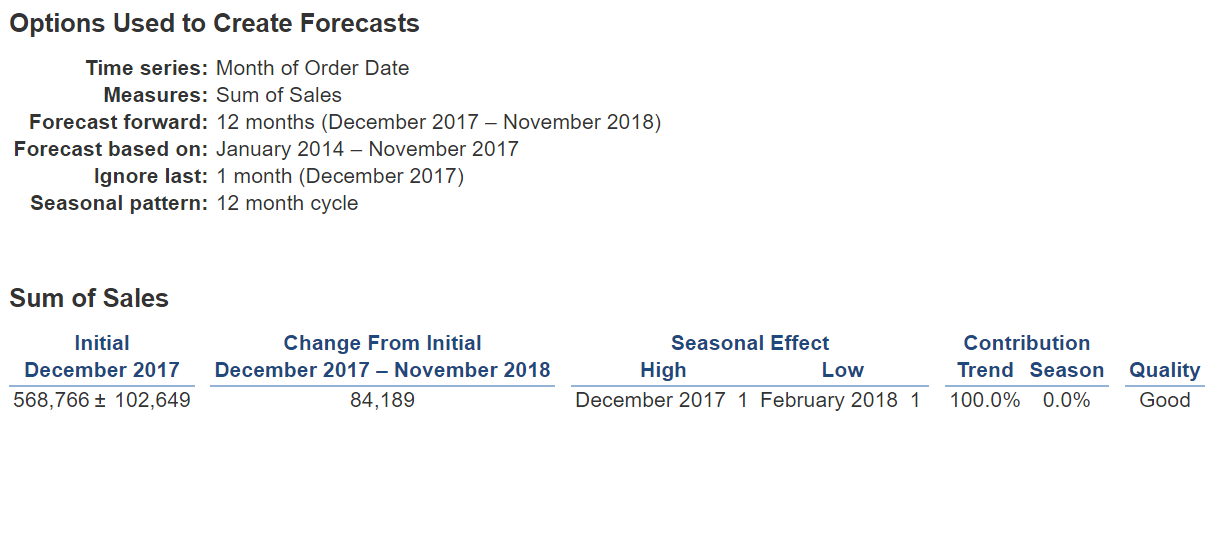 Options Used to Create Forecasts
Time series: Month of Order Date
Measures: Sum of Sales
Forecast forward: 12 months (December 2017 – November 2018)
Forecast based on: January 2014 – November 2017
Ignore last: 1 month (December 2017)
Seasonal pattern: 12 month cycle
Sum of Sales
Initial Change From Initial Seasonal Effect Contribution
December 2017 December 2017 – November 2018 High Low Trend Season Quality
568,766 ± 102,649 84,189 December 2017 1 February 2018 1 100.0% 0.0% Good